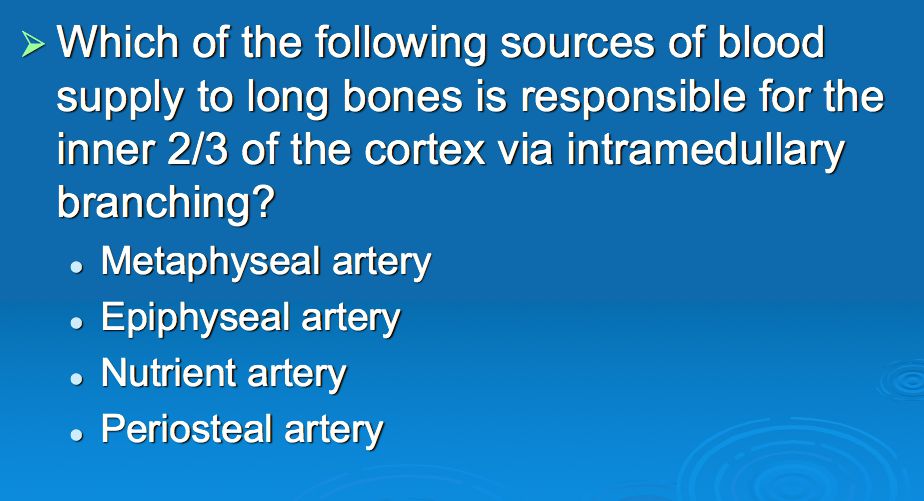 Which of the following sources of blood
supply to long bones is responsible for the
inner 2/3 of the cortex via intramedullary
branching?
Metaphyseal artery
Epiphyseal artery
Nutrient artery
Periosteal artery